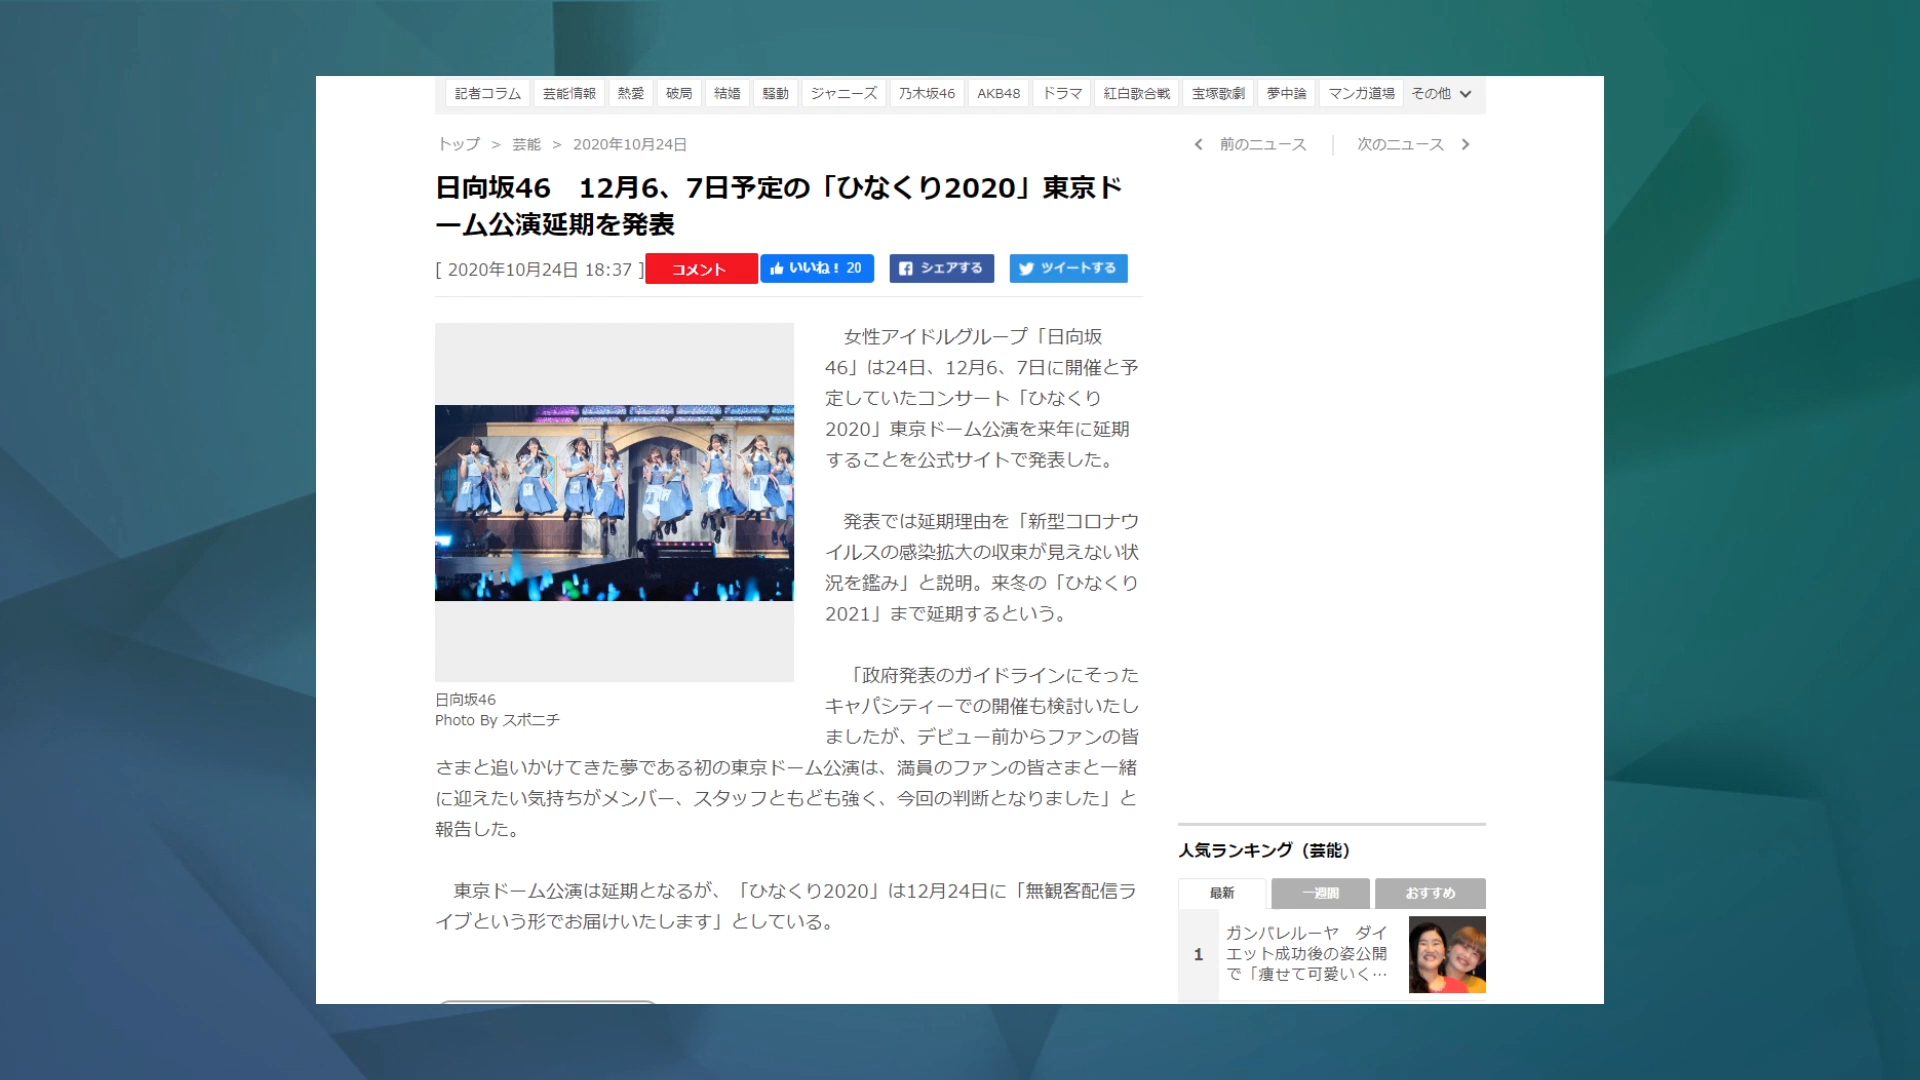 記者コラム 芸能情報 熱愛 破局 結婚 騒動 ジャニーズ 乃木坂46 AKB48 ドラマ 紅白歌合戦 宝塚歌劇 夢中論 マンガ道場 その他
トップ > 芸能 > 2020年10月24日
前のニュース 次のニュース
日向坂46　12月6、7日予定の「ひなくり2020」東京ド
ーム公演延期を発表
[ 2020年10月24日 18:37 ] コメント いいね！ 20 シェアする ツイートする
女性アイドルグループ「日向坂
46」は24日、12月6、7日に開催と予
定していたコンサート「ひなくり
2020」東京ドーム公演を来年に延期
することを公式サイトで発表した。
発表では延期理由を「新型コロナウ
イルスの感染拡大の収束が見えない状
況を鑑み」と説明。来冬の「ひなくり
2021」まで延期するという。
日向坂46
Photo By スポニチ
「政府発表のガイドラインにそった
キャパシティーでの開催も検討いたし
ましたが、デビュー前からファンの皆
さまと追いかけてきた夢である初の東京ドーム公演は、満員のファンの皆さまと一緒
に迎えたい気持ちがメンバー、スタッフともども強く、今回の判断となりました」と
報告した。
東京ドーム公演は延期となるが、「ひなくり2020」は12月24日に「無観客配信ラ
イブという形でお届けいたします」としている。
人気ランキング（芸能）
最新 一週間 おすすめ
1
ガンバレルーヤ　ダイ
エット成功後の姿公開
で「痩せて可愛いく…